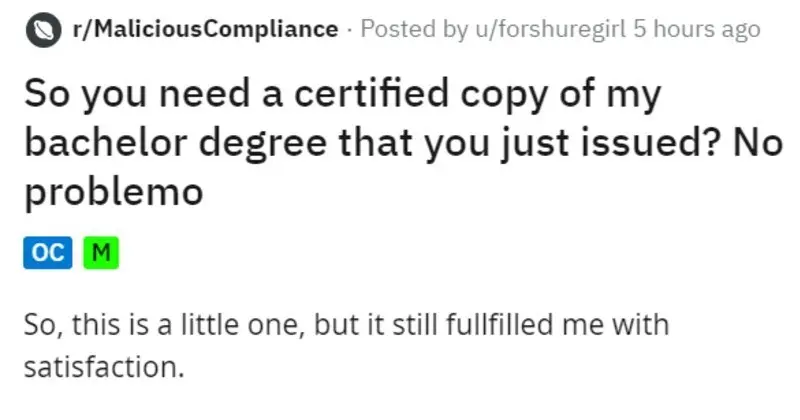 r/MaliciousCompliance · Posted by u/forshuregirl 5 hours ago
So you need a certified copy of my
bachelor degree that you just issued? No
problemo
OC M
So, this is a little one, but it still fullfilled me with
satisfaction.